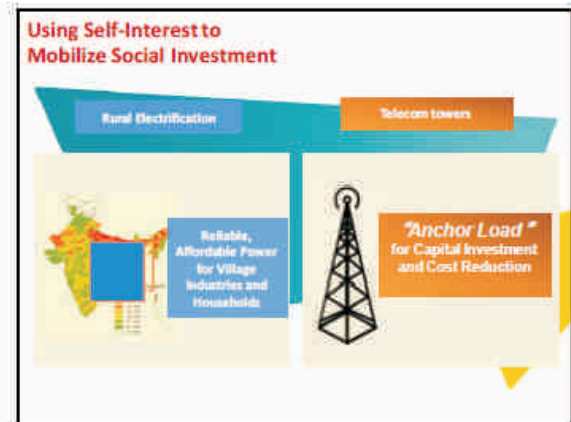 Using Self-Interest to
Mobilize Social Investment
Rural Electrification
Telecom towers
Reliable,
Affordable Power
for Village
Industries and
Households
"Anchor Load"
for Capital Investment
and Cost Reduction